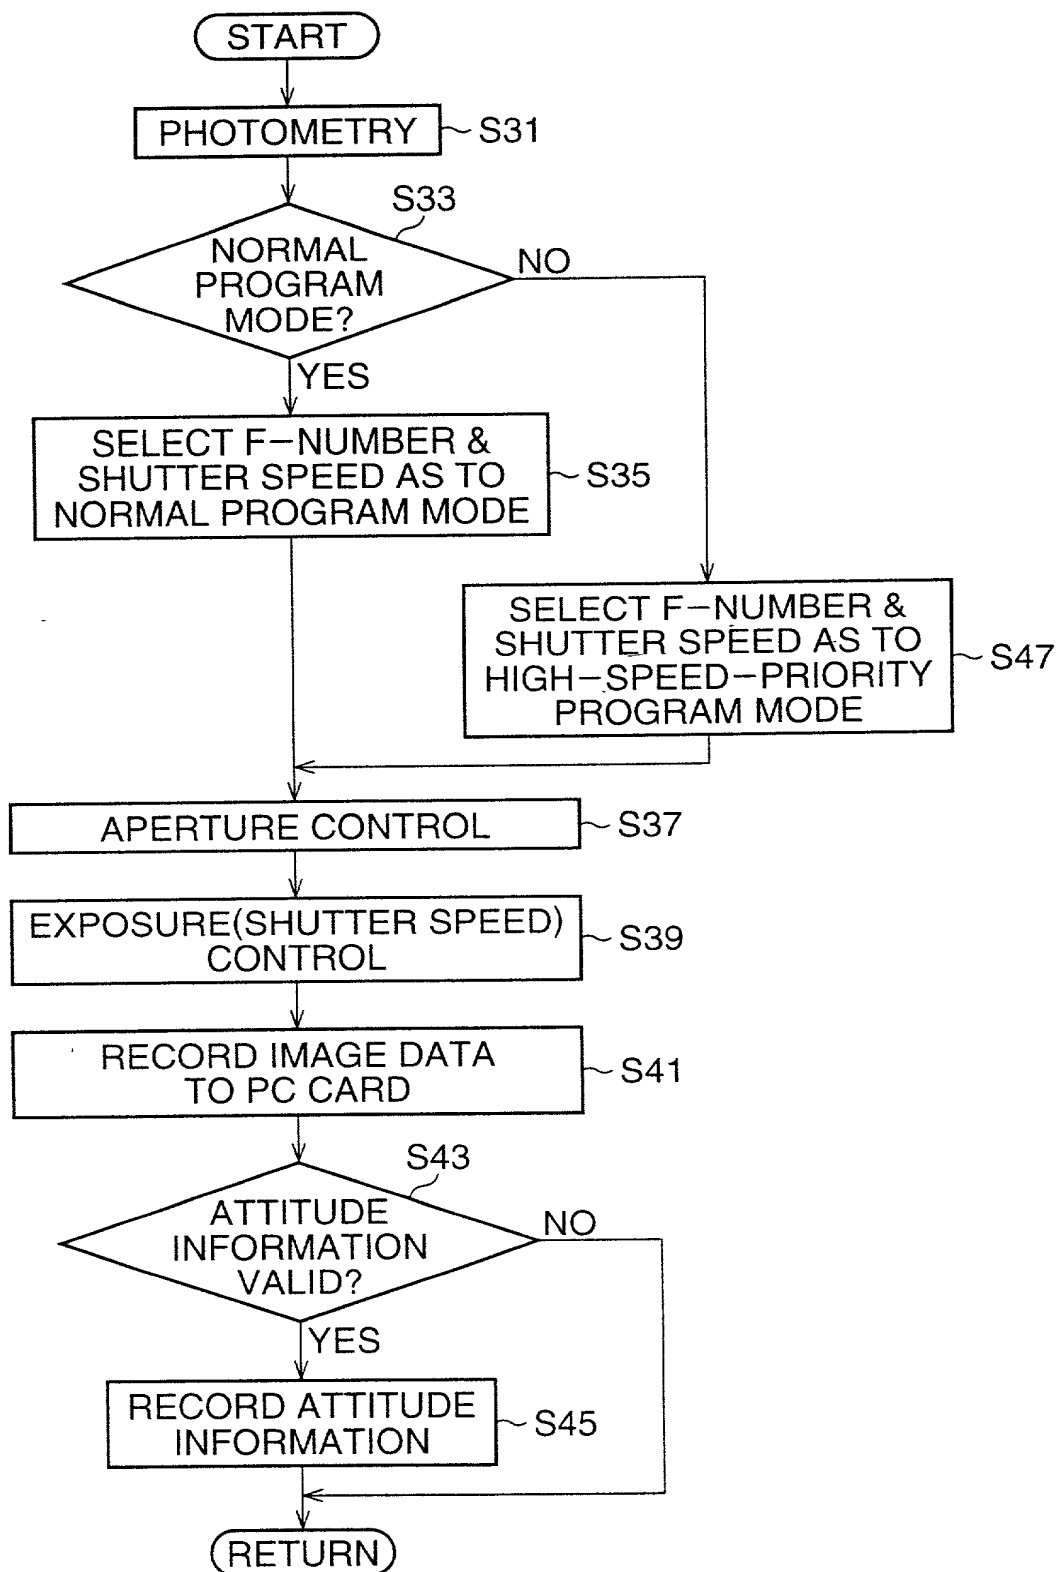 START
PHOTOMETRY
S31
S33
NORMAL
PROGRAM
MODE?
NO
YES
SELECT F−NUMBER &
SHUTTER SPEED AS TO
NORMAL PROGRAM MODE
S35
SELECT F−NUMBER &
SHUTTER SPEED AS TO
HIGH−SPEED−PRIORITY
PROGRAM MODE
S47
APERTURE CONTROL
S37
EXPOSURE(SHUTTER SPEED)
CONTROL
S39
RECORD IMAGE DATA
TO PC CARD
S41
S43
ATTITUDE
INFORMATION
VALID?
NO
YES
RECORD ATTITUDE
INFORMATION
S45
RETURN